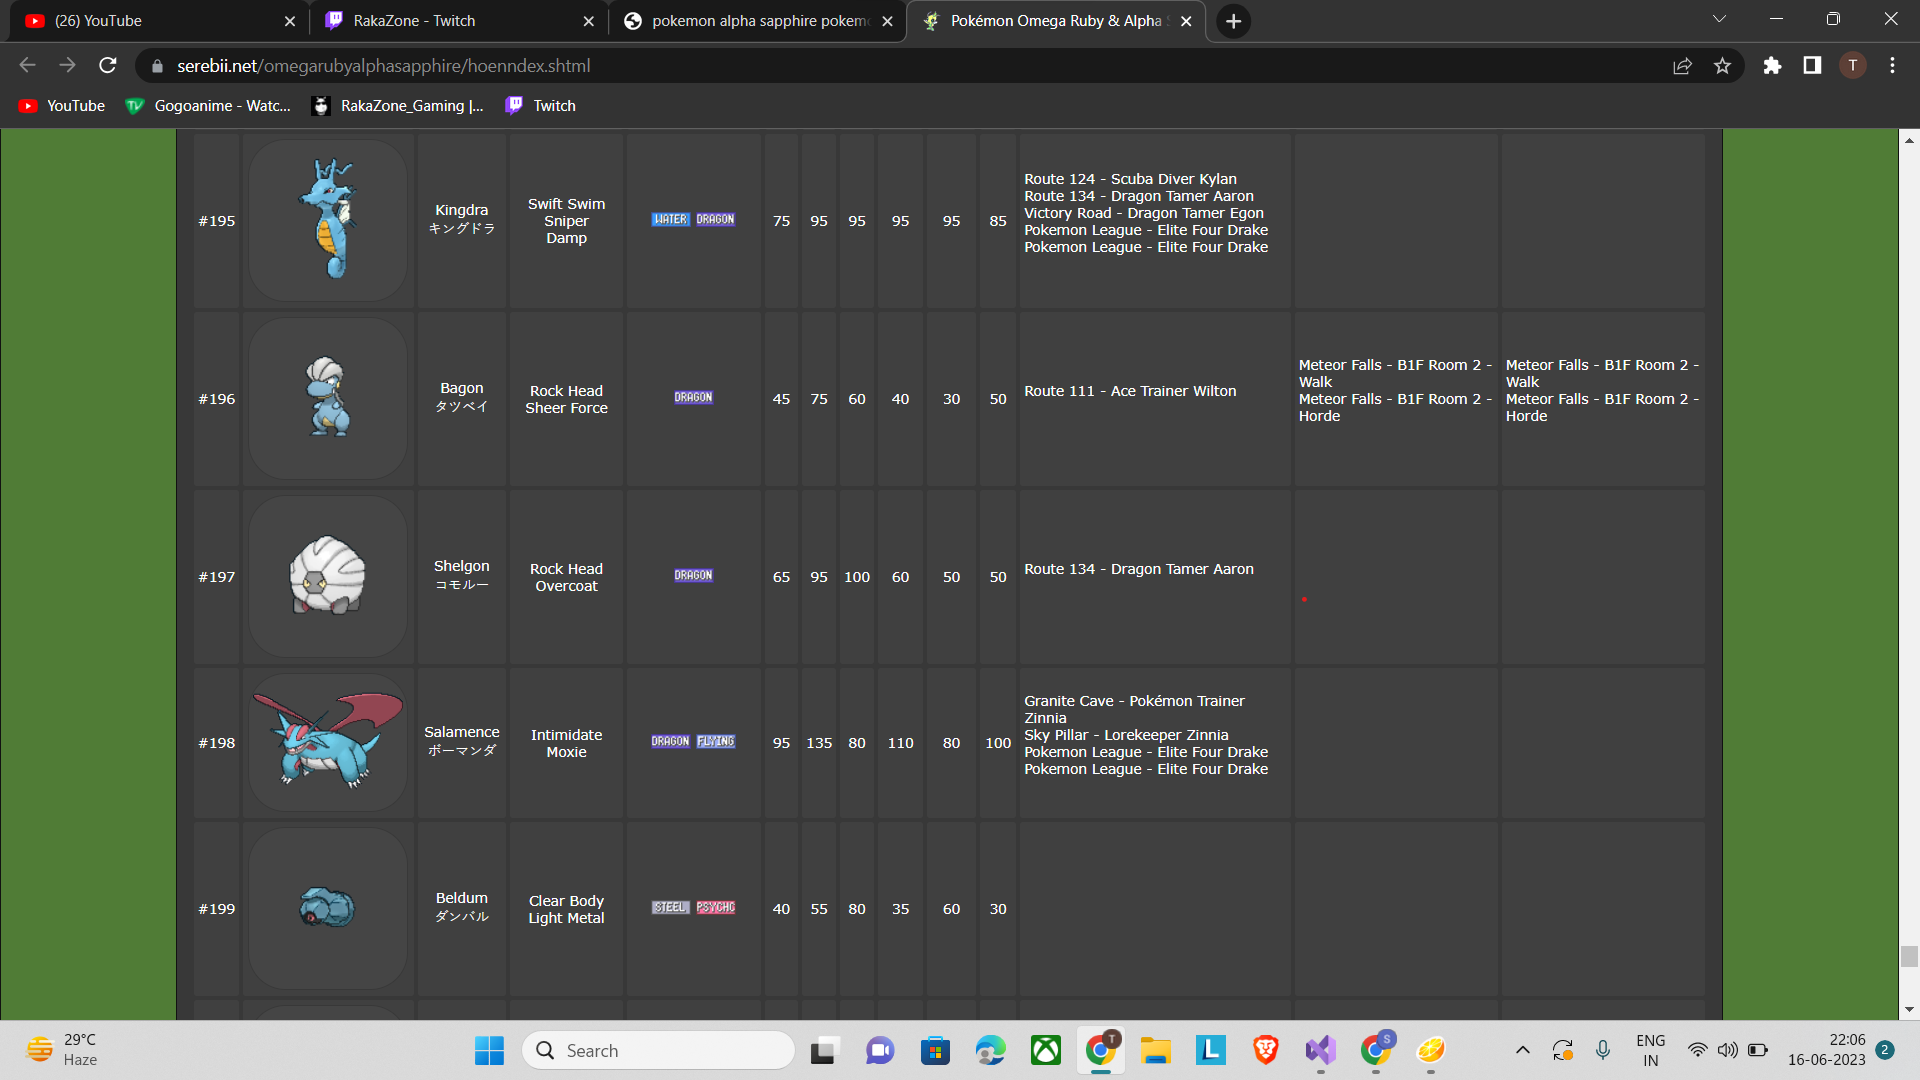 (26) YouTube
RakaZone - Twitch
pokemon alpha sapphire pokem
Pokémon Omega Ruby & Alpha S
serebii.net/omegarubyalphasapphire/hoenndex.shtml
T
YouTube
Gogoanime - Watc...
RakaZone_Gaming |...
Twitch
#195
Kingdra
キングドラ
Swift Swim
Sniper
Damp
WATER DRAGON
75 95 95 95 95 85
Route 124 - Scuba Diver Kylan
Route 134 - Dragon Tamer Aaron
Victory Road - Dragon Tamer Egon
Pokemon League - Elite Four Drake
Pokemon League - Elite Four Drake
#196
Bagon
タツベイ
Rock Head
Sheer Force
DRAGON
45 75 60 40 30 50
Route 111 - Ace Trainer Wilton
Meteor Falls - B1F Room 2 -
Walk
Meteor Falls - B1F Room 2 -
Horde
Meteor Falls - B1F Room 2 -
Walk
Meteor Falls - B1F Room 2 -
Horde
#197
Shelgon
コモルー
Rock Head
Overcoat
DRAGON
65 95 100 60 50 50
Route 134 - Dragon Tamer Aaron
#198
Salamence
ボーマンダ
Intimidate
Moxie
DRAGON FLYING
95 135 80 110 80 100
Granite Cave - Pokémon Trainer
Zinnia
Sky Pillar - Lorekeeper Zinnia
Pokemon League - Elite Four Drake
Pokemon League - Elite Four Drake
#199
Beldum
ダンバル
Clear Body
Light Metal
STEEL PSYCHC
40 55 80 35 60 30
29°C
Haze
Search
T
L
S
ENG
IN
22:06
16-06-2023
2